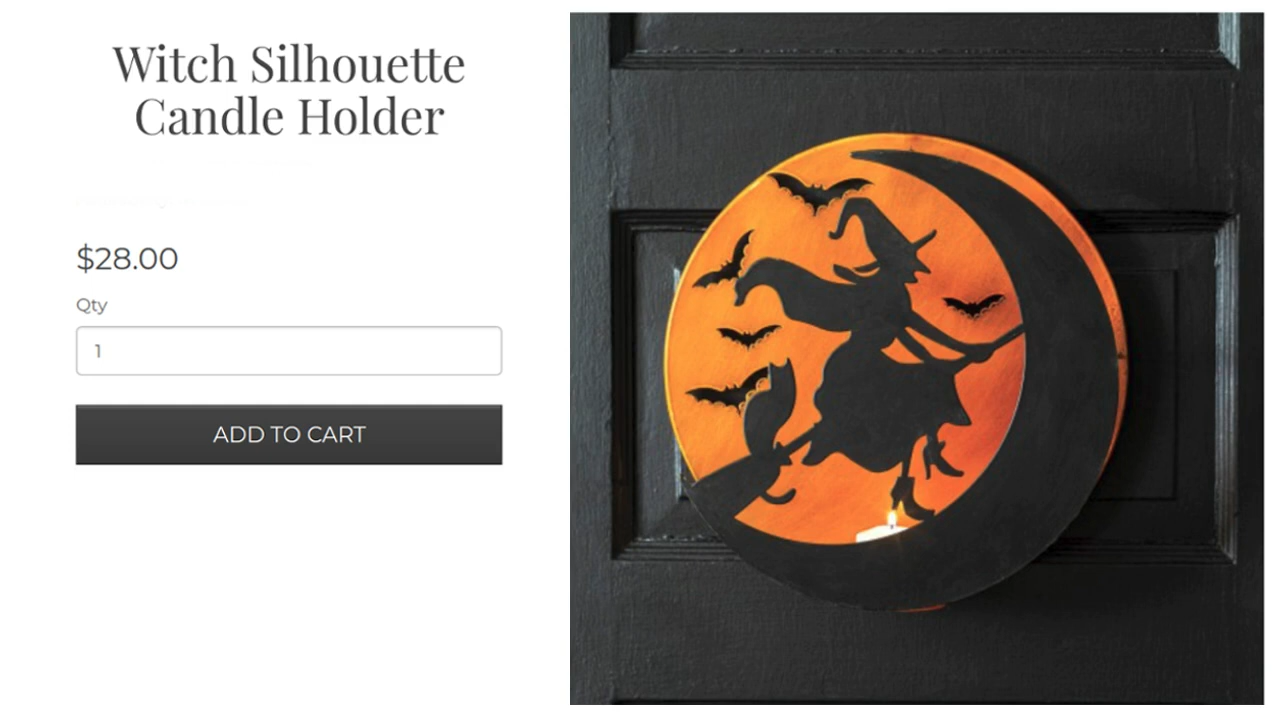 Witch Silhouette
Candle Holder
$28.00
Qty
1
ADD TO CART